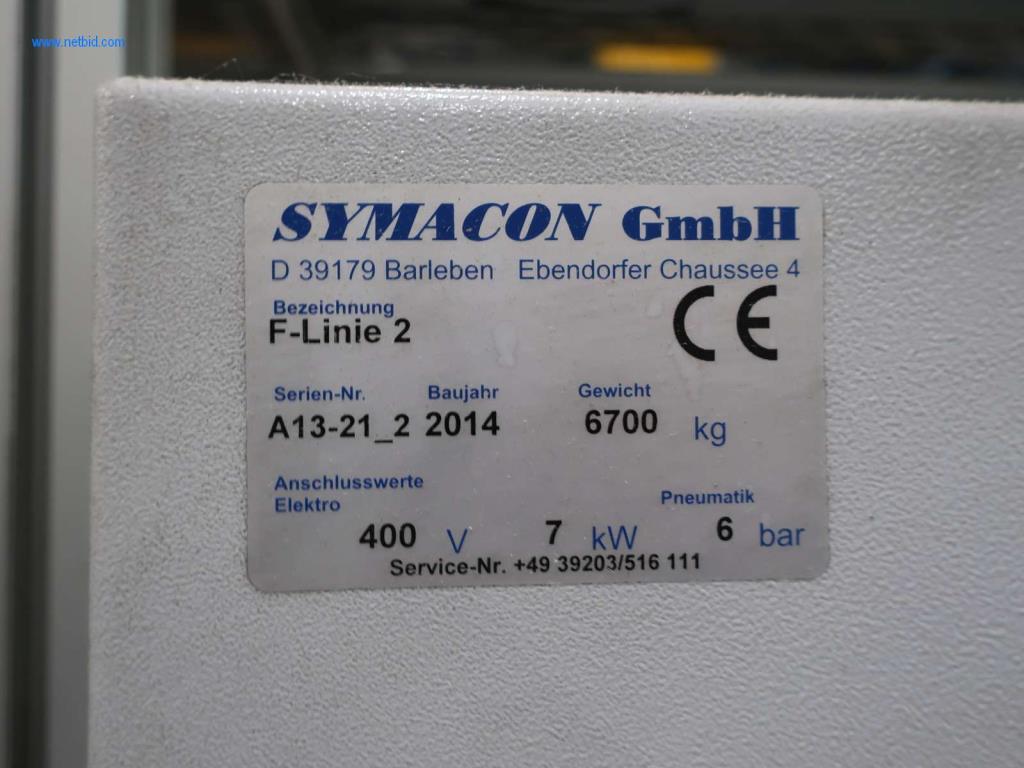 www.netbid.com
SYMACON GmbH
D 39179 Barleben Ebendorfer Chaussee 4
Bezeichnung
F-Linie 2
CE
Serien-Nr. Baujahr Gewicht
A13-21_2 2014 6700 kg
Anschlusswerte
Elektro Pneumatik
400 V 7 kW 6 bar
Service-Nr. +49 39203/516 111